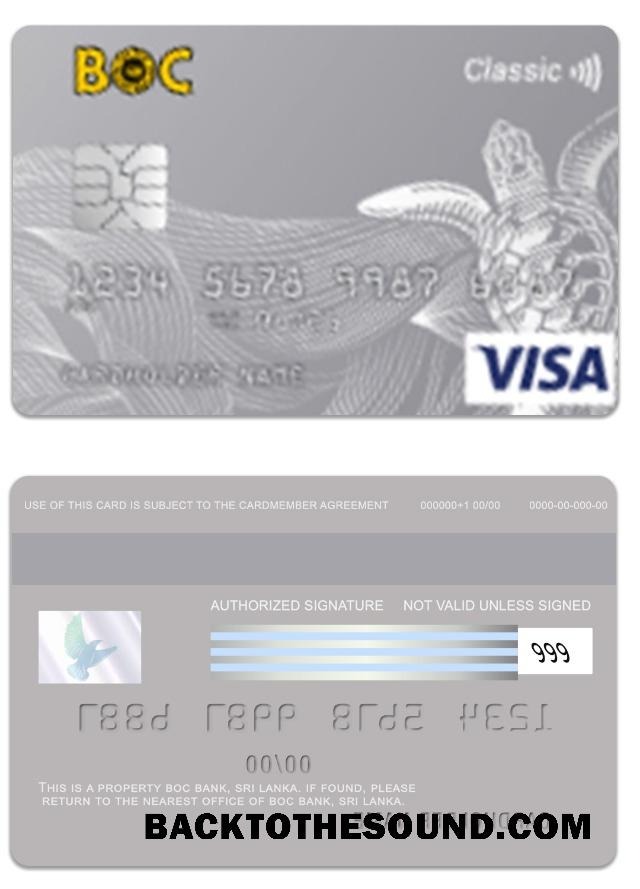 BOC
Classic
1234 5678 9987
VISA
CARDHOLDER NAME
USE OF THIS CARD IS SUBJECT TO THE CARDMEMBER AGREEMENT 000000+1 00/00 0000-00-000-00
AUTHORIZED SIGNATURE NOT VALID UNLESS SIGNED
999
00/00
THIS IS A PROPERTY BOC BANK, SRI LANKA. IF FOUND, PLEASE
RETURN TO THE NEAREST OFFICE OF BOC BANK, SRI LANKA.
BACKTOTHESOUND.COM